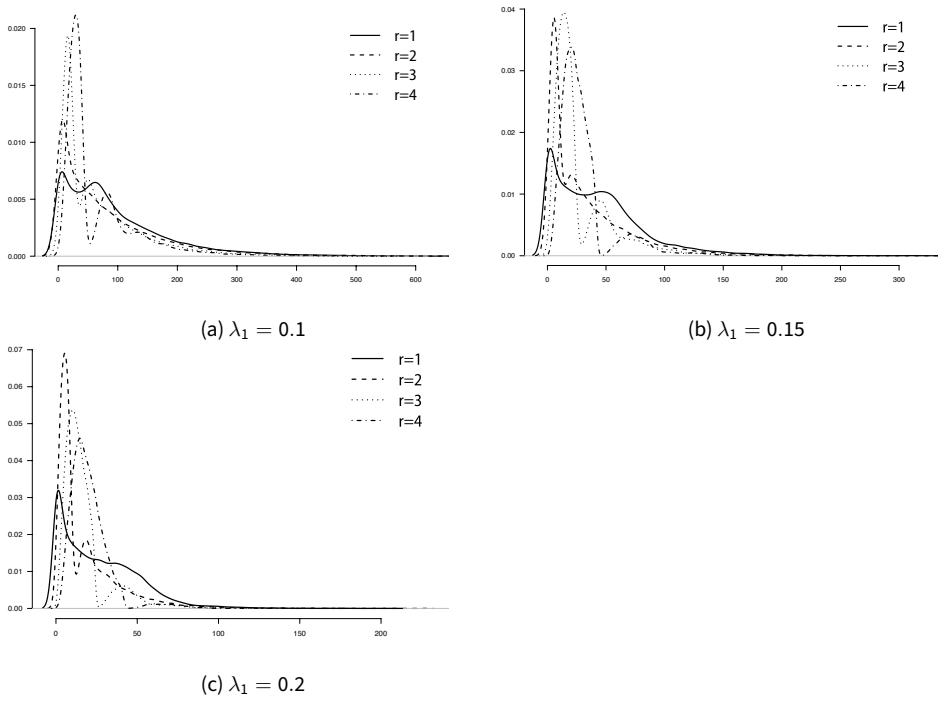 0.020
0.015
0.010
0.005
0.000
0 100 200 300 400 500 600
r=1
r=2
r=3
r=4
(a) λ₁ = 0.1
0.04
0.03
0.02
0.01
0.00
0 50 100 150 200 250 300
r=1
r=2
r=3
r=4
(b) λ₁ = 0.15
0.07
0.06
0.05
0.04
0.03
0.02
0.01
0.00
0 50 100 150 200
r=1
r=2
r=3
r=4
(c) λ₁ = 0.2